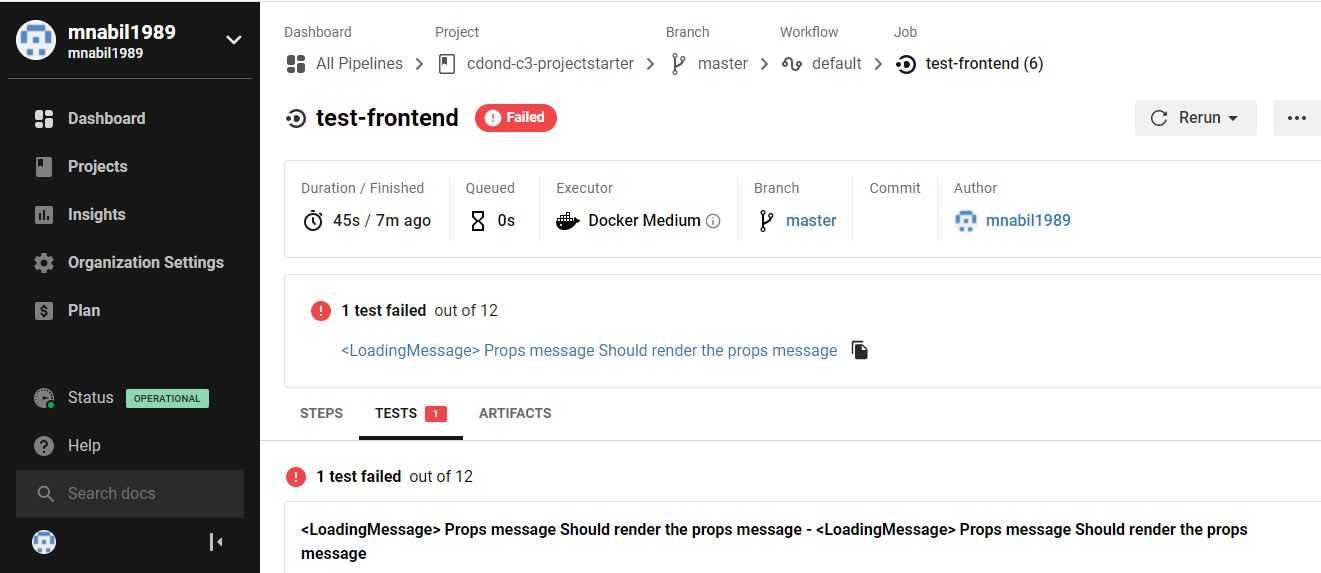 mnabil1989
mnabil1989
Dashboard
Projects
Insights
Organization Settings
Plan
Status OPERATIONAL
Help
Search docs
Dashboard Project Branch Workflow Job
All Pipelines cdond-c3-projectstarter master default test-frontend (6)
test-frontend Failed Rerun
Duration / Finished Queued Executor Branch Commit Author
45s / 7m ago 0s Docker Medium master mnabil1989
1 test failed out of 12
<LoadingMessage> Props message Should render the props message
STEPS TESTS 1 ARTIFACTS
1 test failed out of 12
<LoadingMessage> Props message Should render the props message - <LoadingMessage> Props message Should render the props
message